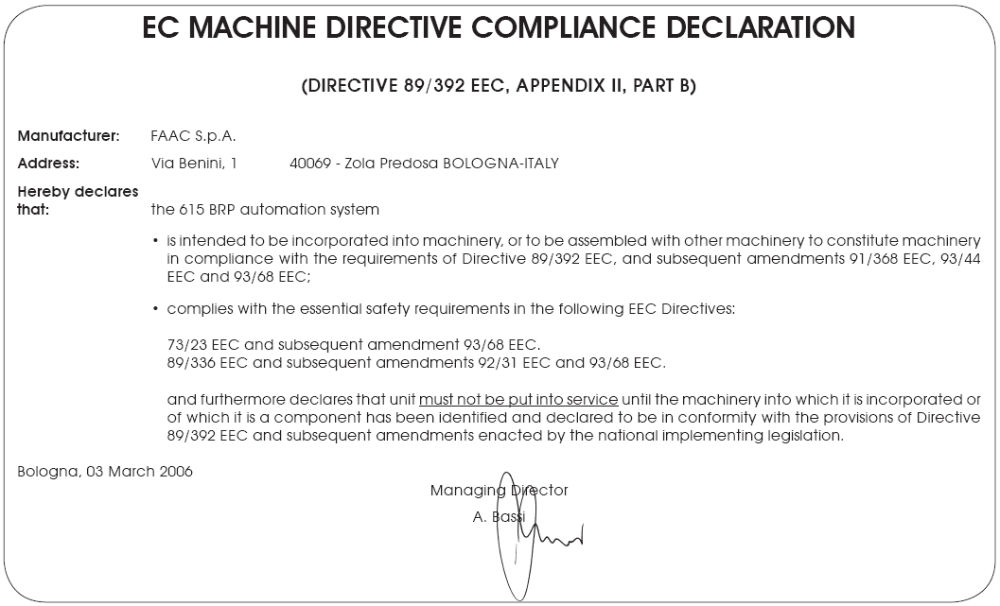 EC MACHINE DIRECTIVE COMPLIANCE DECLARATION
(DIRECTIVE 89/392 EEC, APPENDIX II, PART B)
Manufacturer: FAAC S.p.A.
Address: Via Benini, 1 40069 - Zola Predosa BOLOGNA-ITALY
Hereby declares
that: the 615 BRP automation system
• is intended to be incorporated into machinery, or to be assembled with other machinery to constitute machinery
in compliance with the requirements of Directive 89/392 EEC, and subsequent amendments 91/368 EEC, 93/44
EEC and 93/68 EEC;
• complies with the essential safety requirements in the following EEC Directives:
73/23 EEC and subsequent amendment 93/68 EEC.
89/336 EEC and subsequent amendments 92/31 EEC and 93/68 EEC.
and furthermore declares that unit must not be put into service until the machinery into which it is incorporated or
of which it is a component has been identified and declared to be in conformity with the provisions of Directive
89/392 EEC and subsequent amendments enacted by the national implementing legislation.
Bologna, 03 March 2006
Managing Director
A. Bassi